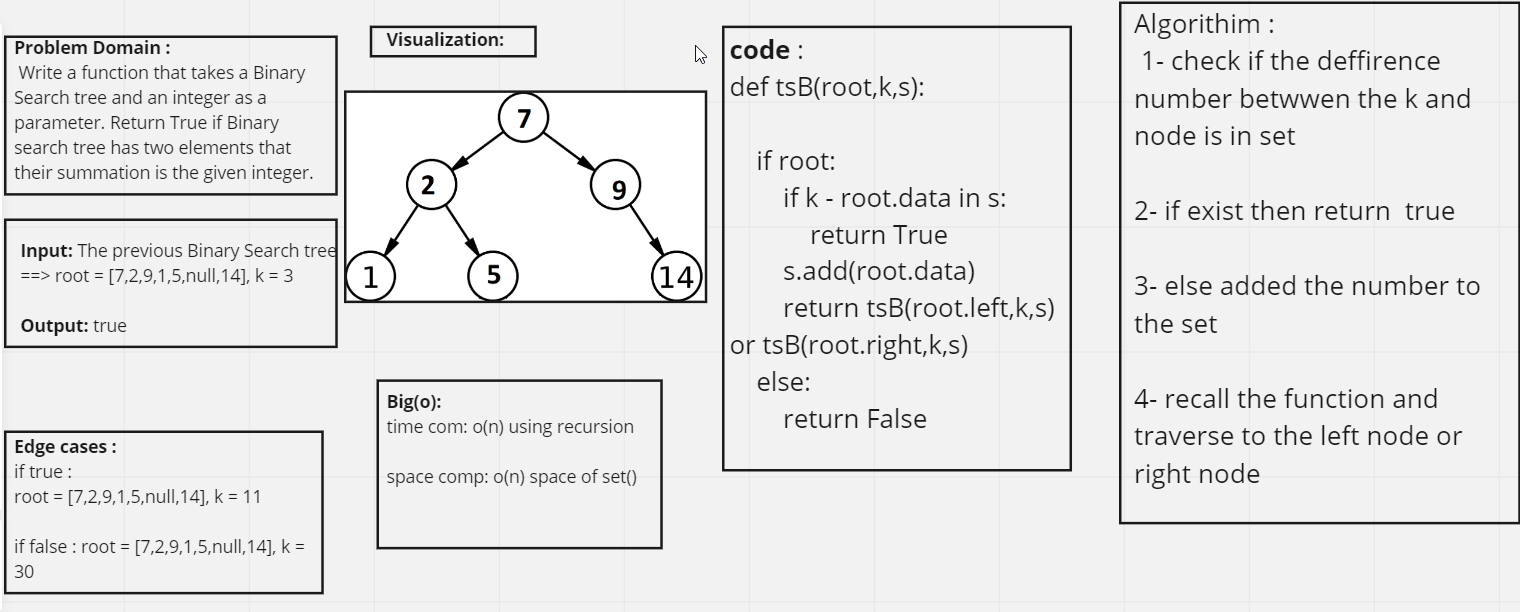 Problem Domain :
Write a function that takes a Binary
Search tree and an integer as a
parameter. Return True if Binary
search tree has two elements that
their summation is the given integer.
Input: The previous Binary Search tree
==> root = [7,2,9,1,5,null,14], k = 3
Output: true
Edge cases :
if true :
root = [7,2,9,1,5,null,14], k = 11
if false : root = [7,2,9,1,5,null,14], k =
30
Visualization:
7
2
9
1
5
14
Big(o):
time com: o(n) using recursion
space comp: o(n) space of set()
code :
def tsB(root,k,s):
if root:
if k - root.data in s:
return True
s.add(root.data)
return tsB(root.left,k,s)
or tsB(root.right,k,s)
else:
return False
Algorithim :
1- check if the deffirence
number betwwen the k and
node is in set
2- if exist then return  true
3- else added the number to
the set
4- recall the function and
traverse to the left node or
right node